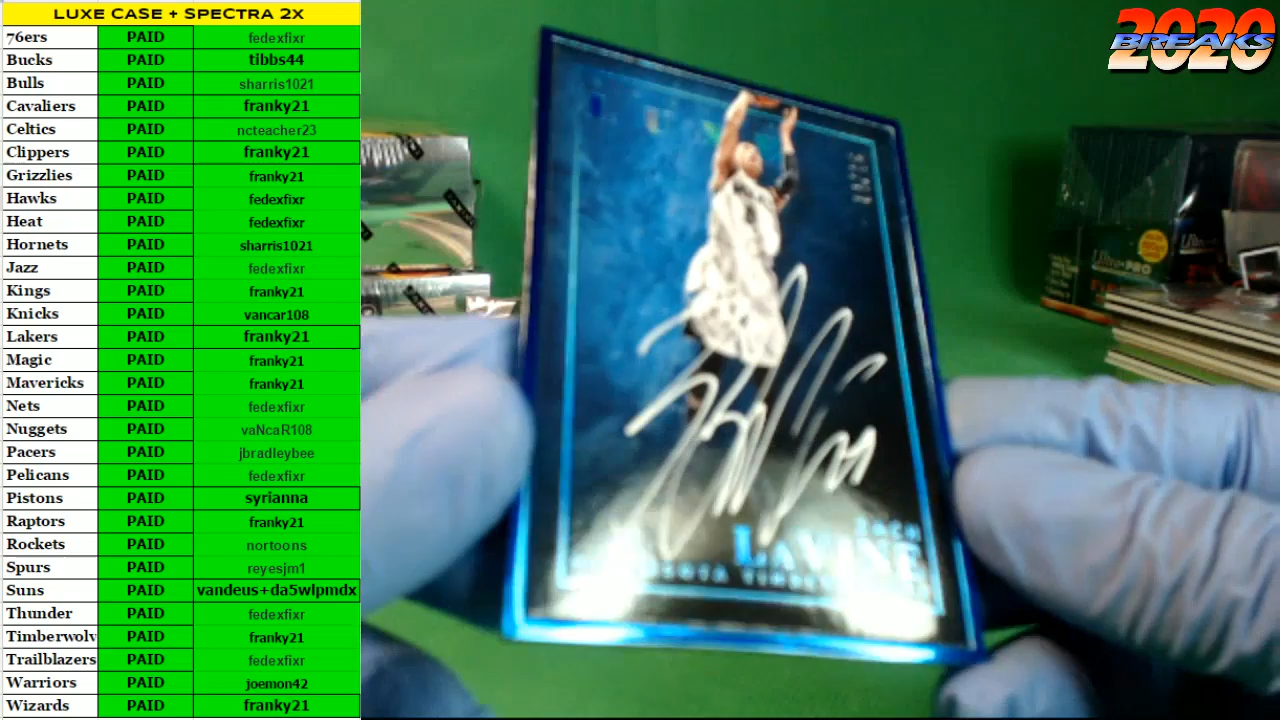 LUXE CASE + SPECTRA 2X
76ers PAID fedexfixr
Bucks PAID tibbs44
Bulls PAID sharris1021
Cavaliers PAID franky21
Celtics PAID ncteacher23
Clippers PAID franky21
Grizzlies PAID franky21
Hawks PAID fedexfixr
Heat PAID fedexfixr
Hornets PAID sharris1021
Jazz PAID fedexfixr
Kings PAID franky21
Knicks PAID vancar108
Lakers PAID franky21
Magic PAID franky21
Mavericks PAID franky21
Nets PAID fedexfixr
Nuggets PAID vaNcaR108
Pacers PAID jbradleybee
Pelicans PAID fedexfixr
Pistons PAID syrianna
Raptors PAID franky21
Rockets PAID nortoons
Spurs PAID reyesjm1
Suns PAID vandeus+da5wlpmdx
Thunder PAID fedexfixr
Timberwolv PAID franky21
Trailblazers PAID fedexfixr
Warriors PAID joemon42
Wizards PAID franky21
2020
BREAKS
ZACH
LAVINE
Ultra PRO